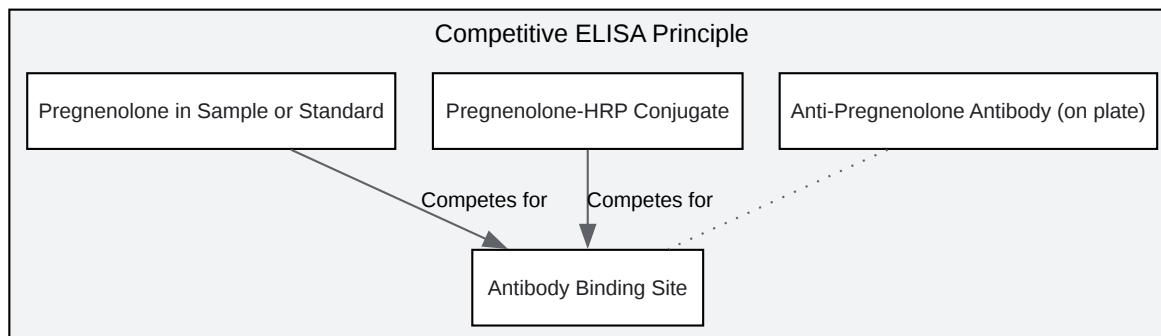 Competitive ELISA Principle
Pregnenolone in Sample or Standard
Pregnenolone-HRP Conjugate
Anti-Pregnenolone Antibody (on plate)
Competes for
Competes for
Antibody Binding Site